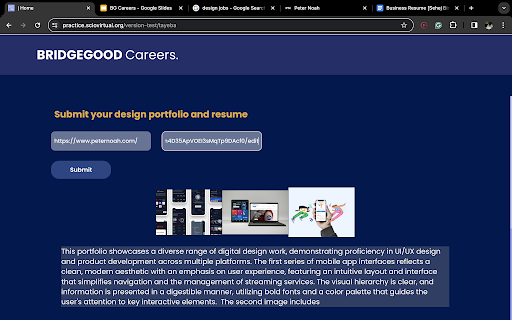 | Home
BG Careers - Google Slides
design jobs - Google Search
Peter Noah
Business Resume |Sehej Bi
practice.sciovirtual.org/version-test/tayeba
BRIDGEGOOD Careers.
Submit your design portfolio and resume
https://www.peternoah.com/
Submit
This portfolio showcases a diverse range of digital design work, demonstrating proficiency in UI/UX design
and product development across multiple platforms. The first series of mobile app interfaces reflects a
clean, modern aesthetic with an emphasis on user experience, featuring an intuitive layout and interface
that simplifies navigation and the management of streaming services. The visual hierarchy is clear, and
information is presented in a digestible manner, utilizing bold fonts and a color palette that guides the
user's attention to key interactive elements. The second image includes